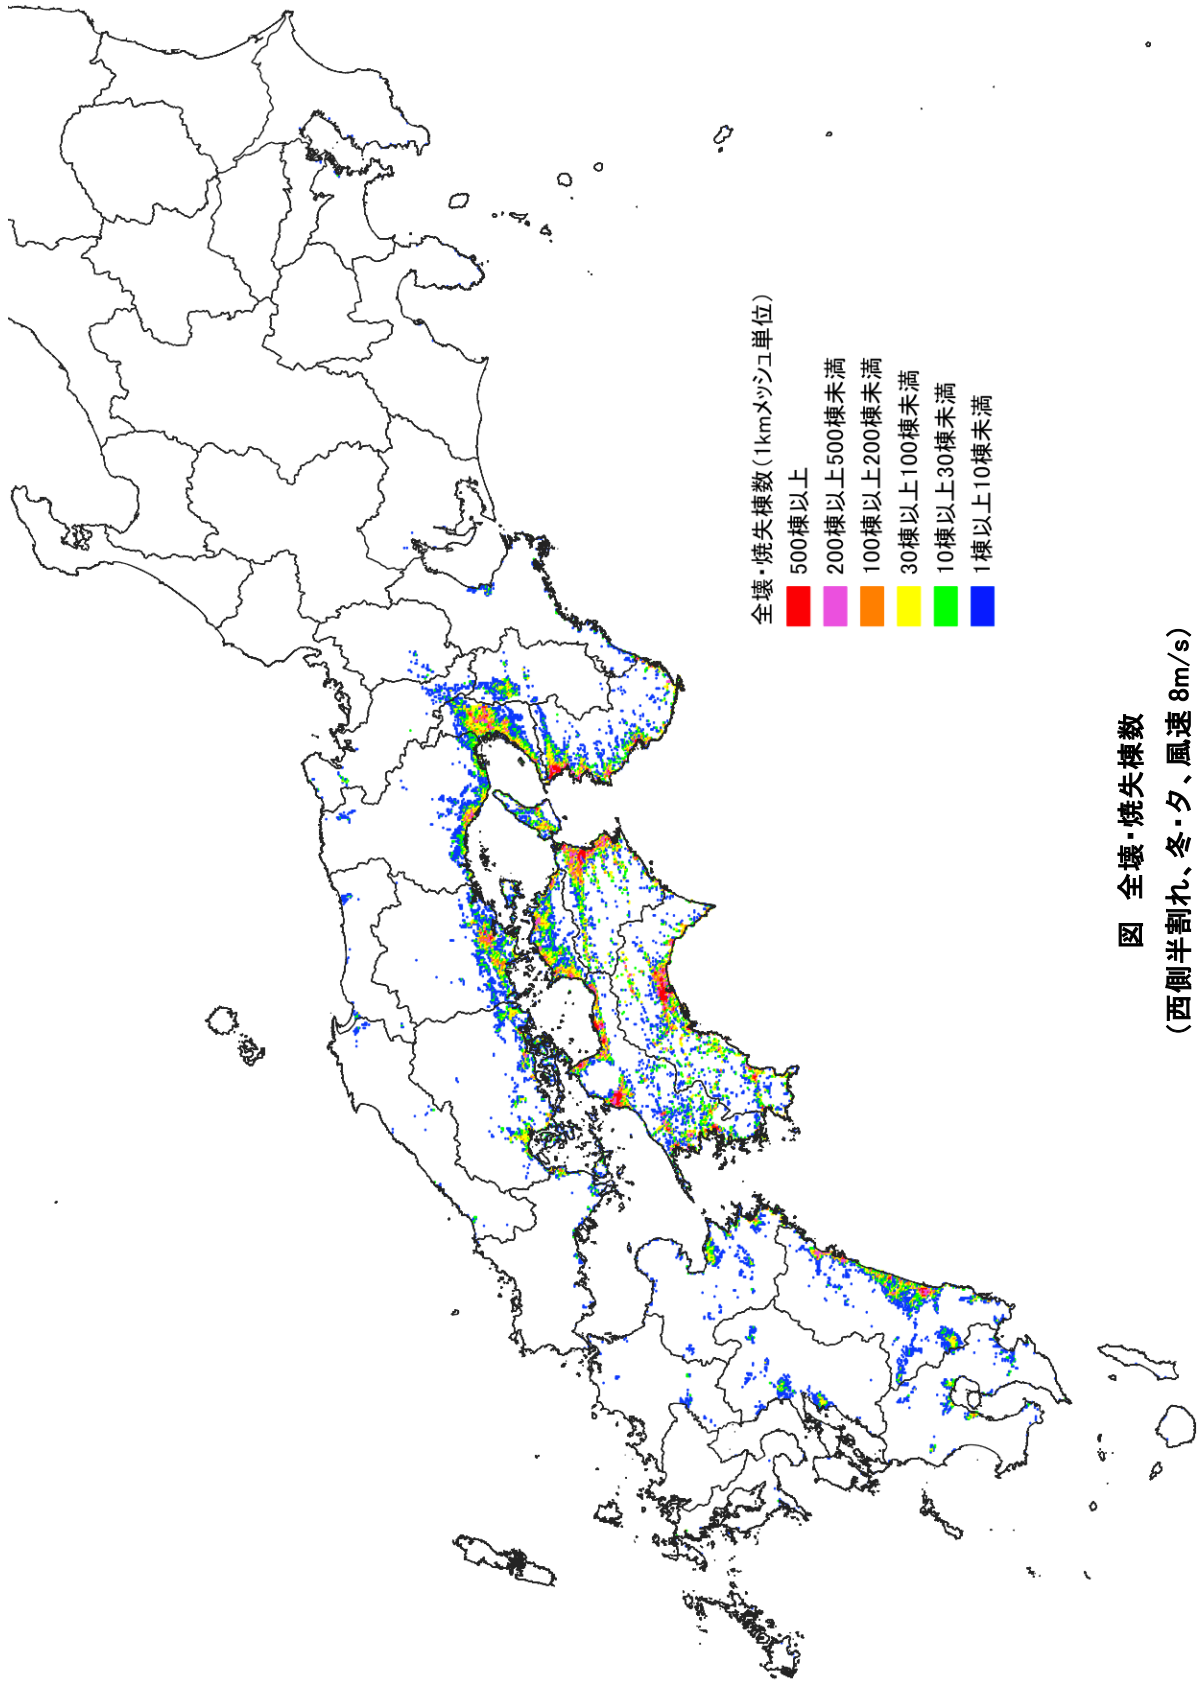 全壊・焼失棟数(1kmメッシュ単位)
500棟以上
200棟以上500棟未満
100棟以上200棟未満
30棟以上100棟未満
10棟以上30棟未満
1棟以上10棟未満
図 全壊・焼失棟数
(西側半割れ、冬・夕、風速 8m/s)